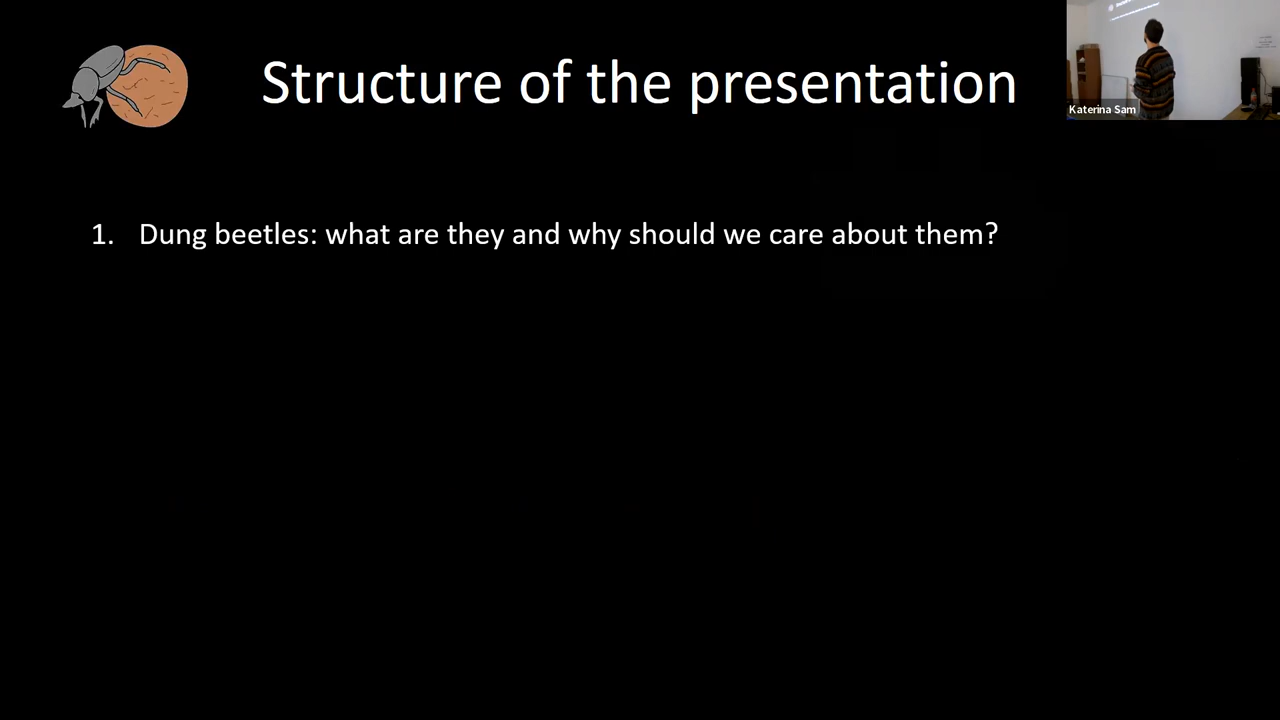 Structure of the presentation
Katerina Sam
1. Dung beetles: what are they and why should we care about them?